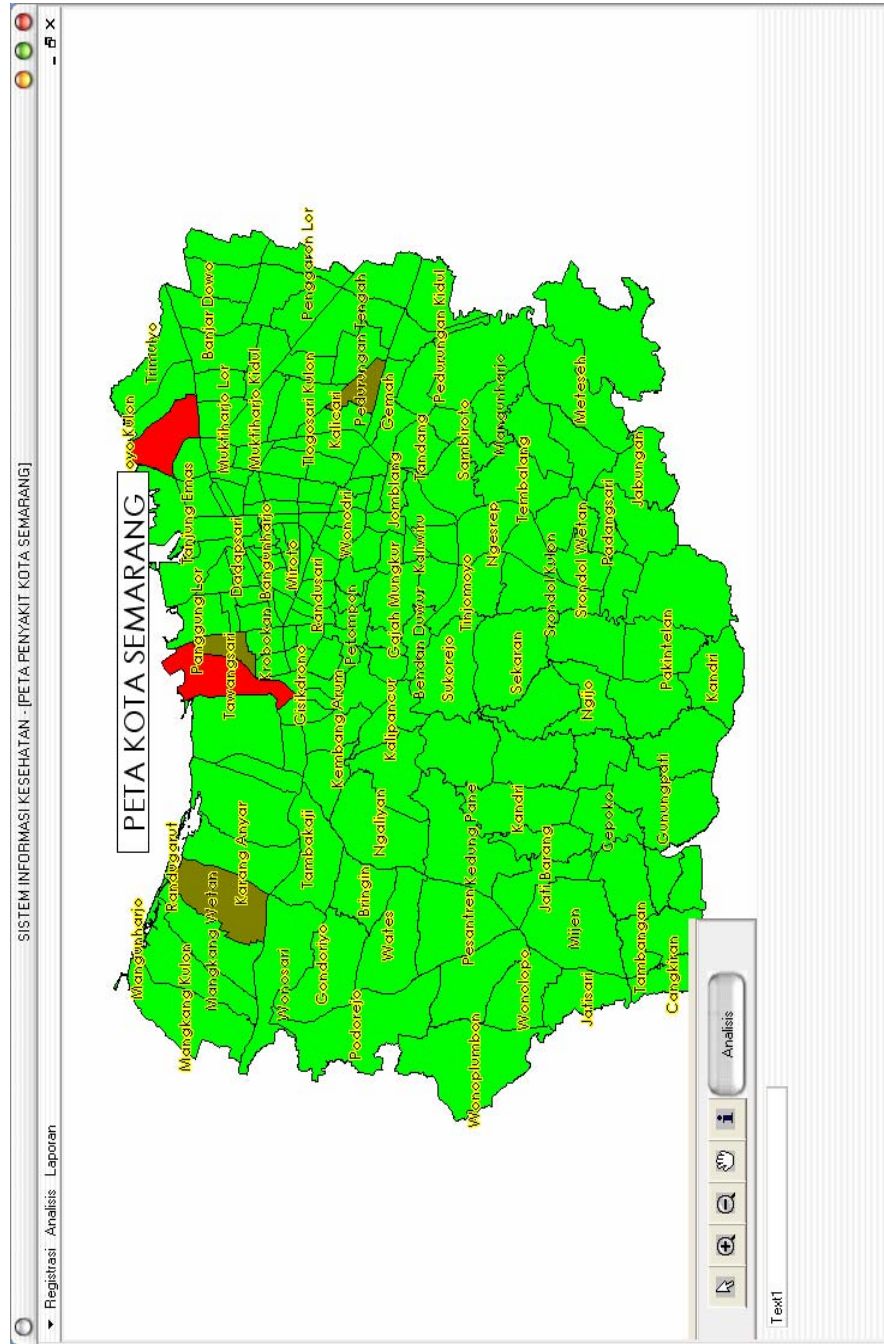 SISTEM INFORMASI KESEHATAN - [PETA PENYAKIT KOTA SEMARANG]
Registrasi Analisis Laporan
PETA KOTA SEMARANG
Mangunharjo
Randugarut
Mangkang Kulon
Mangkang Wetan
Karang Anyar
Wonosari
Tambakaji
Gondoriyo
Bringin
Ngaliyan
Podorejo
Wates
Wonoplumbon
Pesantren
Kedung Pane
Wonolopo
Kandri
Jati Barang
Mijen
Jatisari
Cepoko
Tambangan
Gunungpati
Cangkiran
Panggung Lor
Tawangsari
Krobokan
Bangunharjo
Gisikdrono
Kembang Arum
Kalipancur
Tanjung Emas
Dadapsari
Miroto
Randusari
Petompon
Wonodri
Gajah Mungkur
Jomblang
Bendan Duwur
Kaliwiru
Sukorejo
Tinjomoyo
Sekaran
Ngesrep
Ngijo
Srondol Kulon
Srondol Wetan
Pakintelan
Kandri
Padangsari
Jabungan
oyo Kulon
Trimulyo
Banjar Dowo
Muktiharjo Lor
Muktiharjo Kidul
Penggaron Lor
Tlogosari Kulon
Kalicari
Pedurungan Tengah
Gemah
Pedurungan Kidul
Tandang
Sambiroto
Mangunharjo
Tembalang
Meteseh
Analisis
Text1